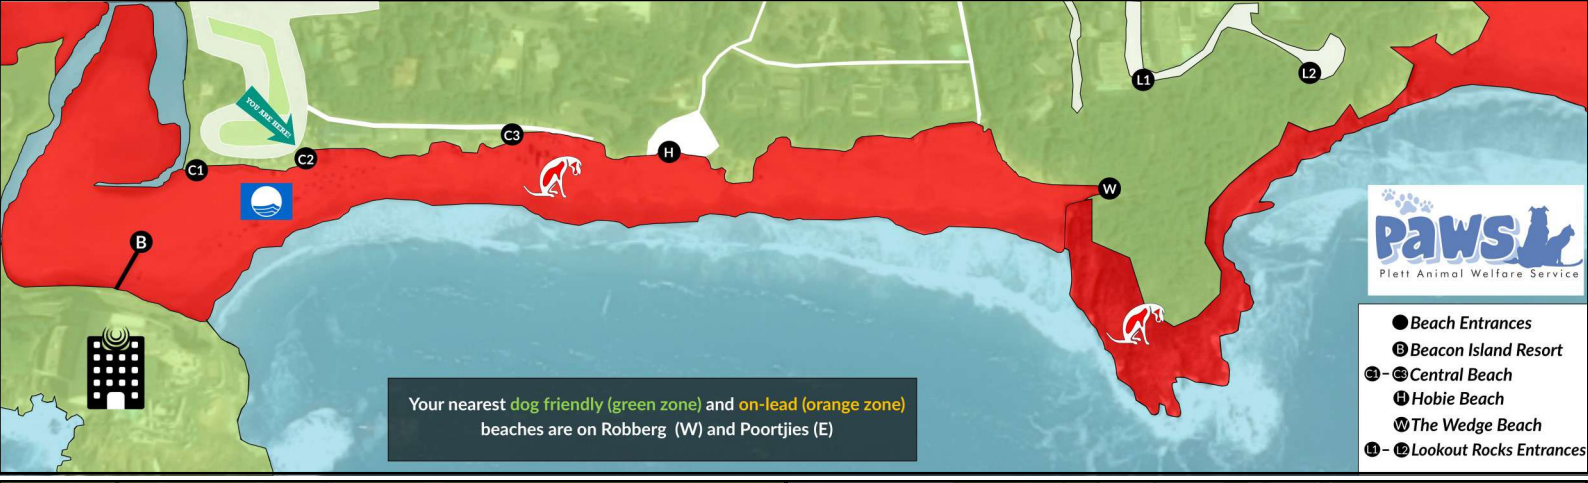 L1
L2
YOU ARE HERE!
C3
C2
H
C1
W
B
Paws
Plett Animal Welfare Service
Beach Entrances
B Beacon Island Resort
C1 - C3 Central Beach
H Hobie Beach
W The Wedge Beach
L1 - L2 Lookout Rocks Entrances
Your nearest dog friendly (green zone) and on-lead (orange zone)
beaches are on Robberg (W) and Poortjies (E)